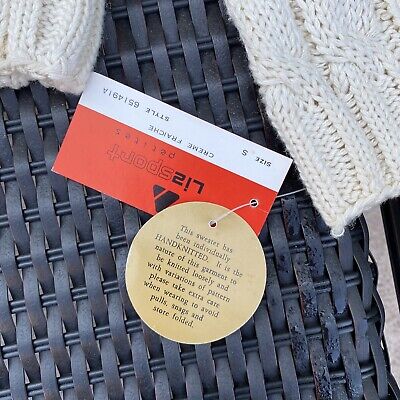 SIZE S
CREME FRAICHE
STYLE 651491A
Lizsport
petites
This sweater has
been individually
HANDKNITTED. It is the
nature of this garment to
be knitted loosely and
with variations of pattern
please take extra care
when wearing to avoid
pulls, snags and
store folded.